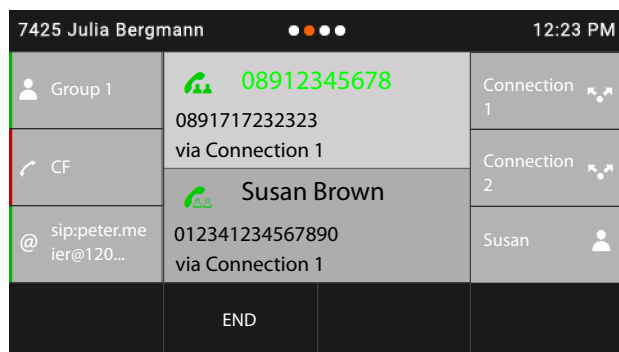 7425 Julia Bergmann
12:23 PM
Group 1
08912345678
0891717232323
via Connection 1
Connection
1
CF
Connection
2
Susan Brown
012341234567890
via Connection 1
@
sip:peter.me
ier@120...
Susan
END